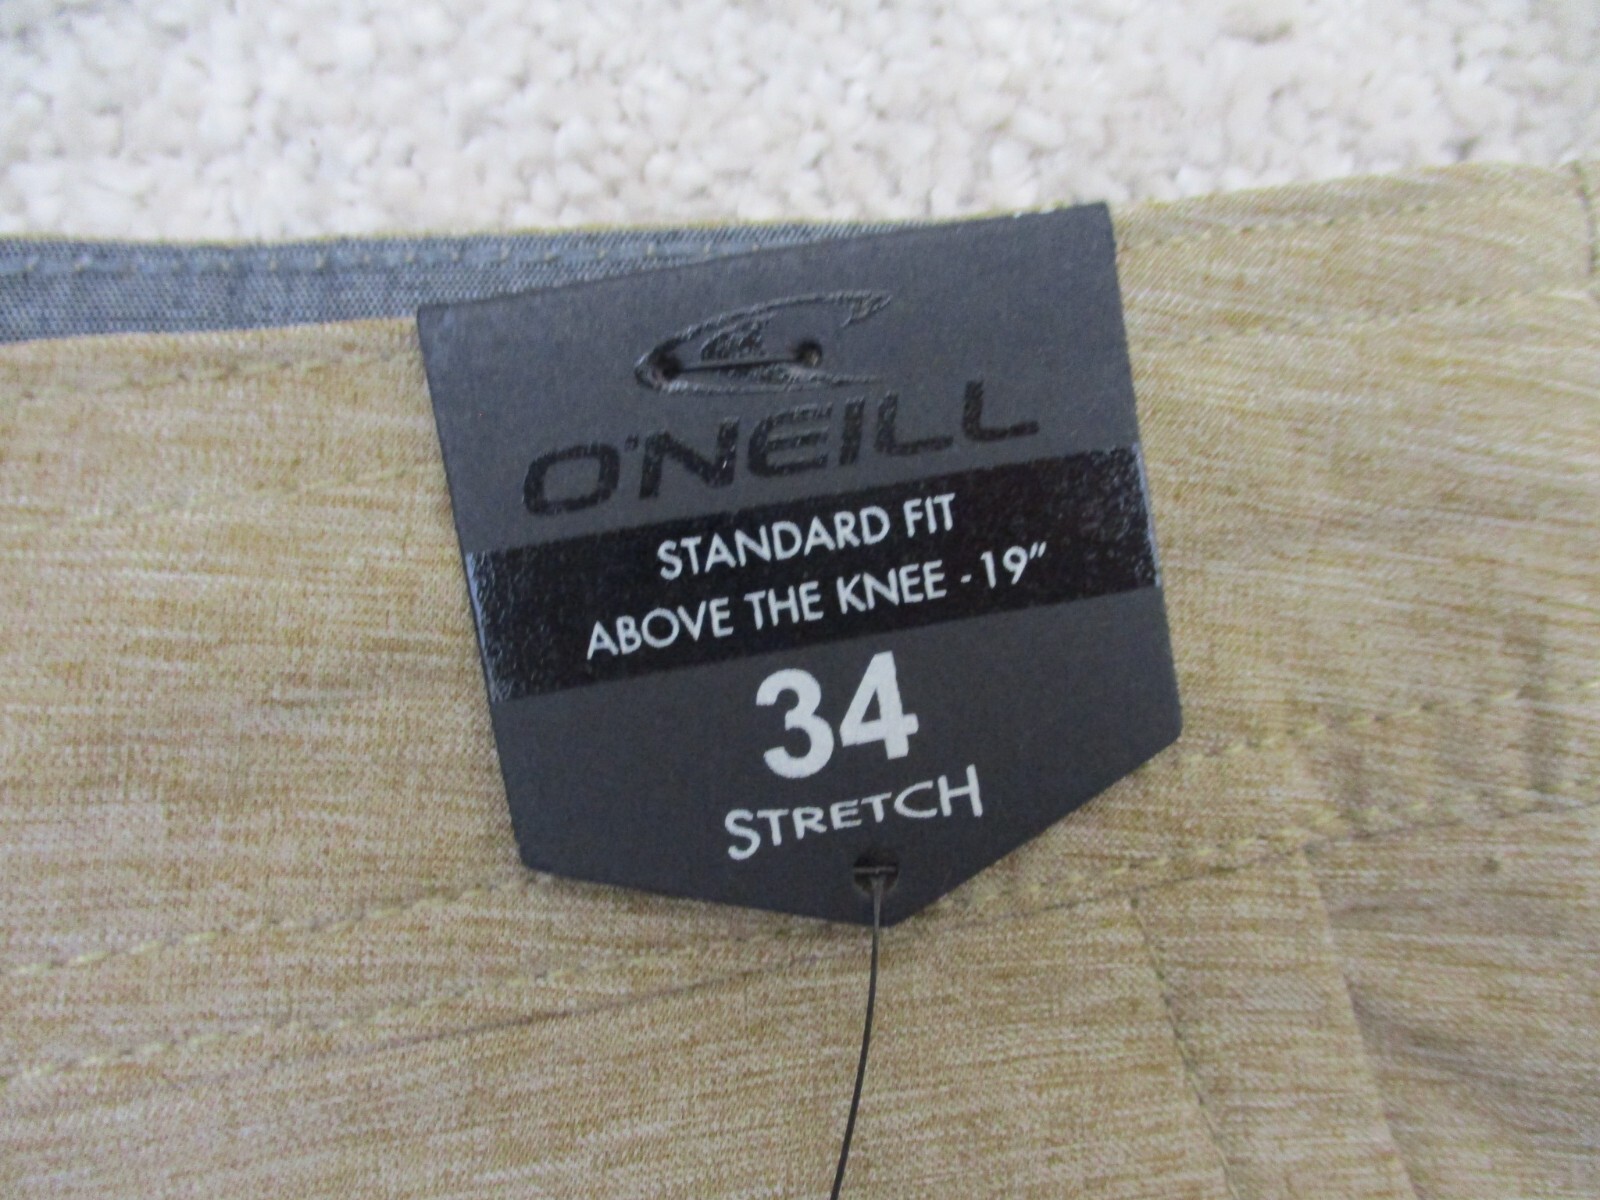 O'NEILL
STANDARD FIT
ABOVE THE KNEE - 19"
34
STRETCH